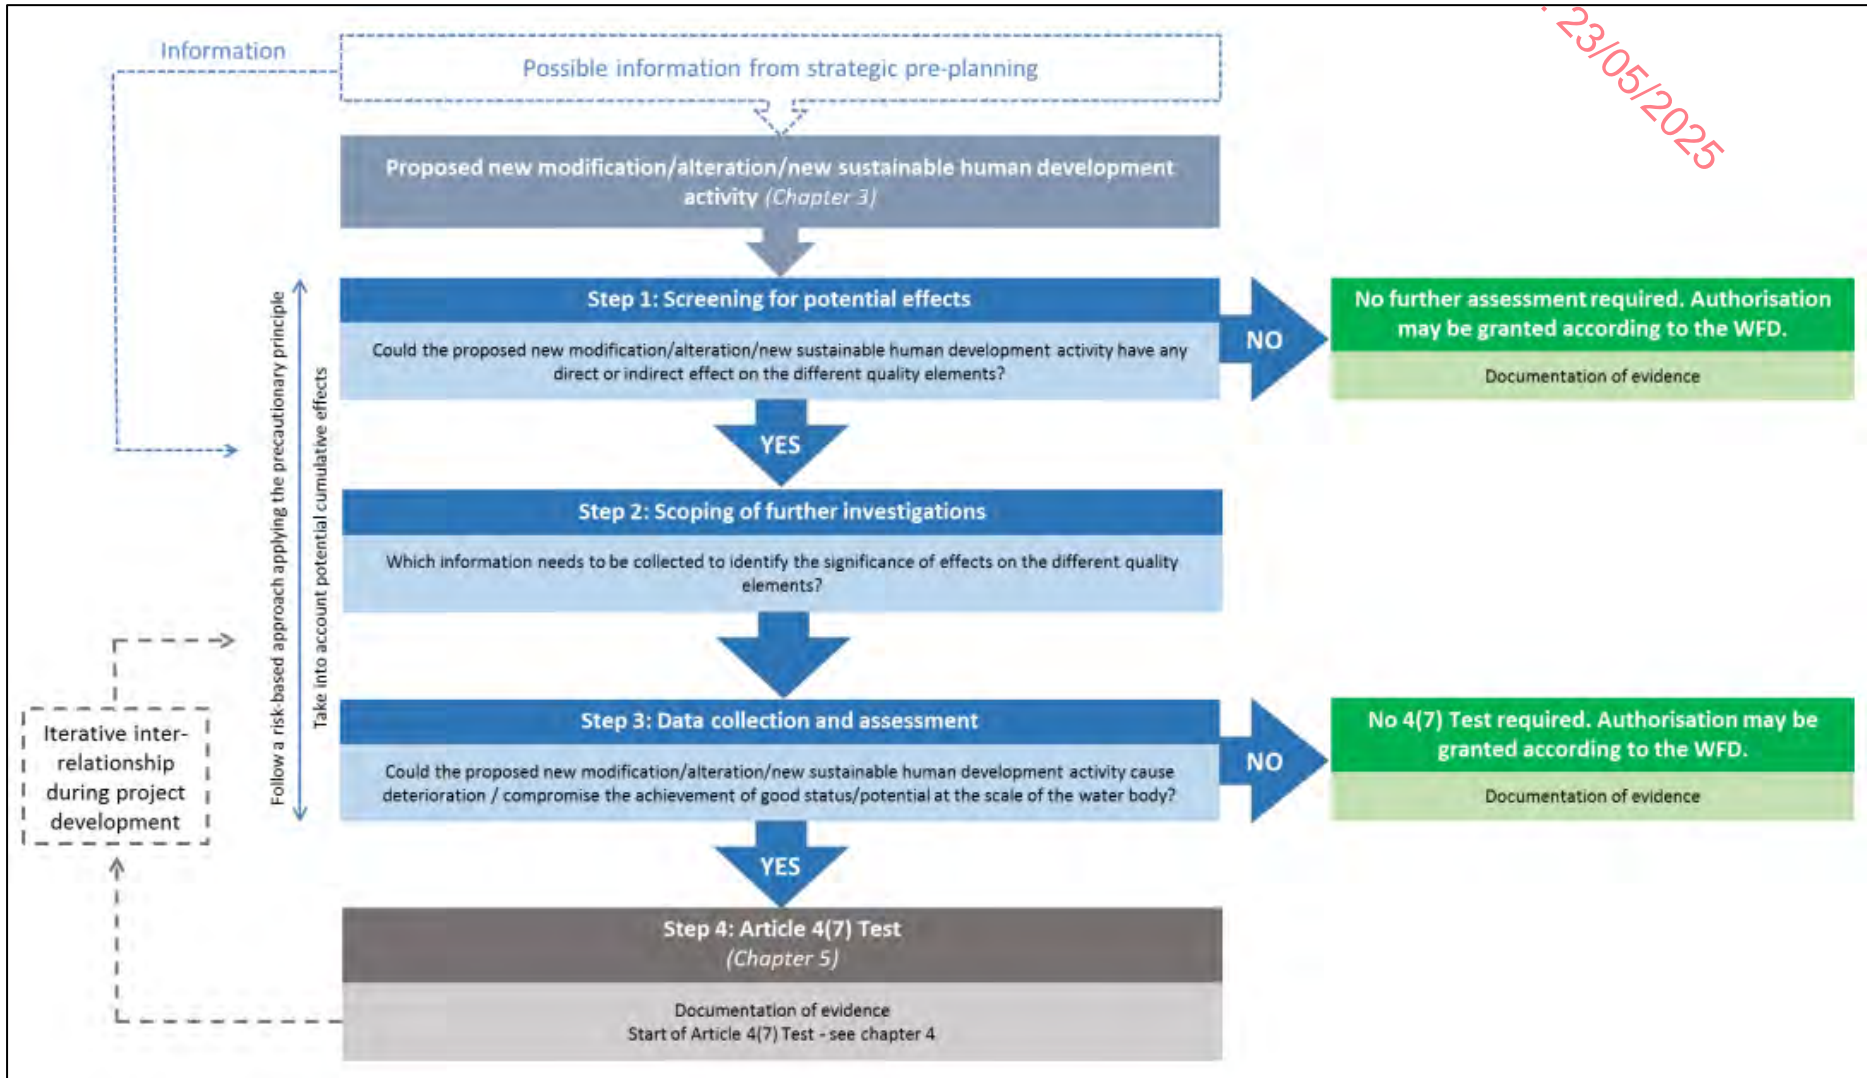 Information
Possible information from strategic pre-planning
23/05/2025
Proposed new modification/alteration/new sustainable human development
activity (Chapter 3)
Follow a risk-based approach applying the precautionary principle
Take into account potential cumulative effects
Step 1: Screening for potential effects
Could the proposed new modification/alteration/new sustainable human development activity have any
direct or indirect effect on the different quality elements?
NO
No further assessment required. Authorisation
may be granted according to the WFD.
Documentation of evidence
YES
Step 2: Scoping of further investigations
Which information needs to be collected to identify the significance of effects on the different quality
elements?
Step 3: Data collection and assessment
Could the proposed new modification/alteration/new sustainable human development activity cause
deterioration / compromise the achievement of good status/potential at the scale of the water body?
NO
No 4(7) Test required. Authorisation may be
granted according to the WFD.
Documentation of evidence
Iterative inter-
relationship
during project
development
YES
Step 4: Article 4(7) Test
(Chapter 5)
Documentation of evidence
Start of Article 4(7) Test - see chapter 4